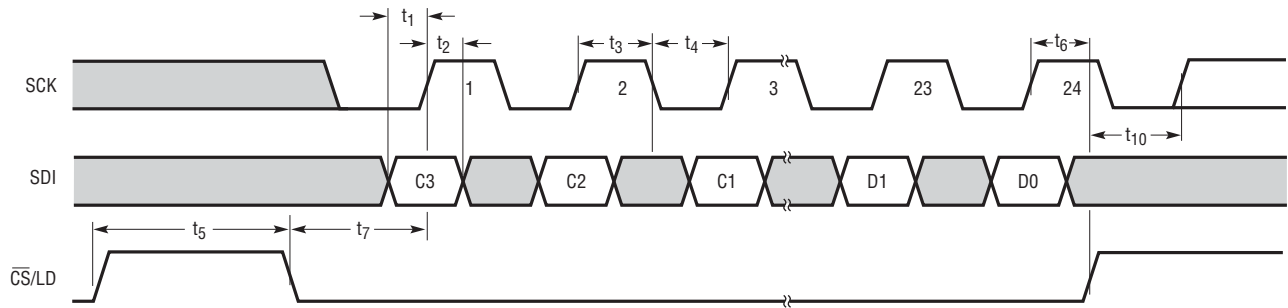 t1
t2 t3 t4 t6
SCK 1 2 3 23 24
t10
SDI C3 C2 C1 D1 D0
t5 t7
CS/LD